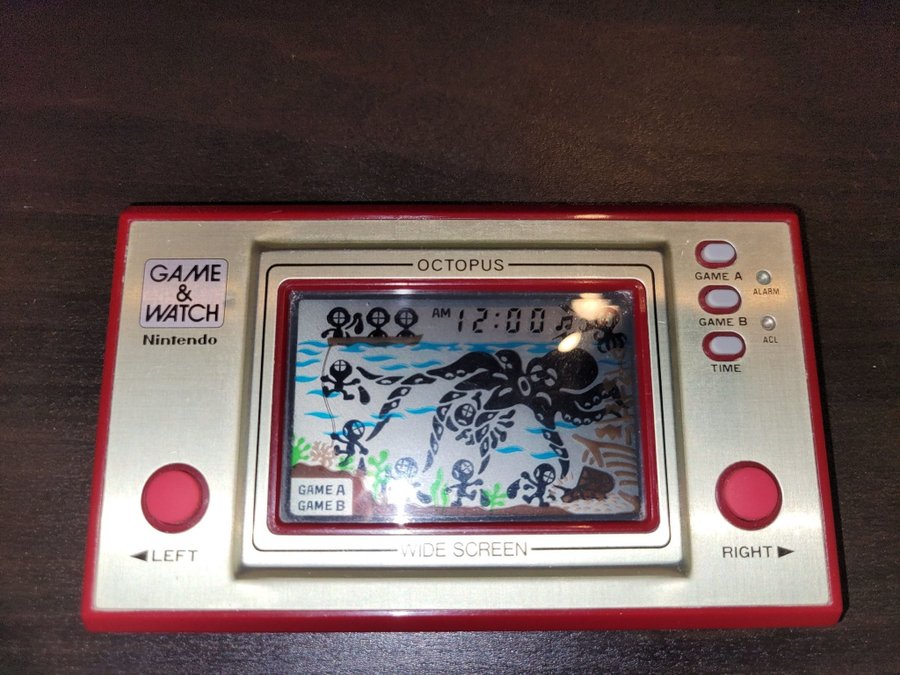 GAME
&
WATCH
Nintendo
OCTOPUS
AM 12:00
GAME A
GAME B
WIDE SCREEN
GAME A
ALARM
GAME B
ACL
TIME
◄LEFT
RIGHT►